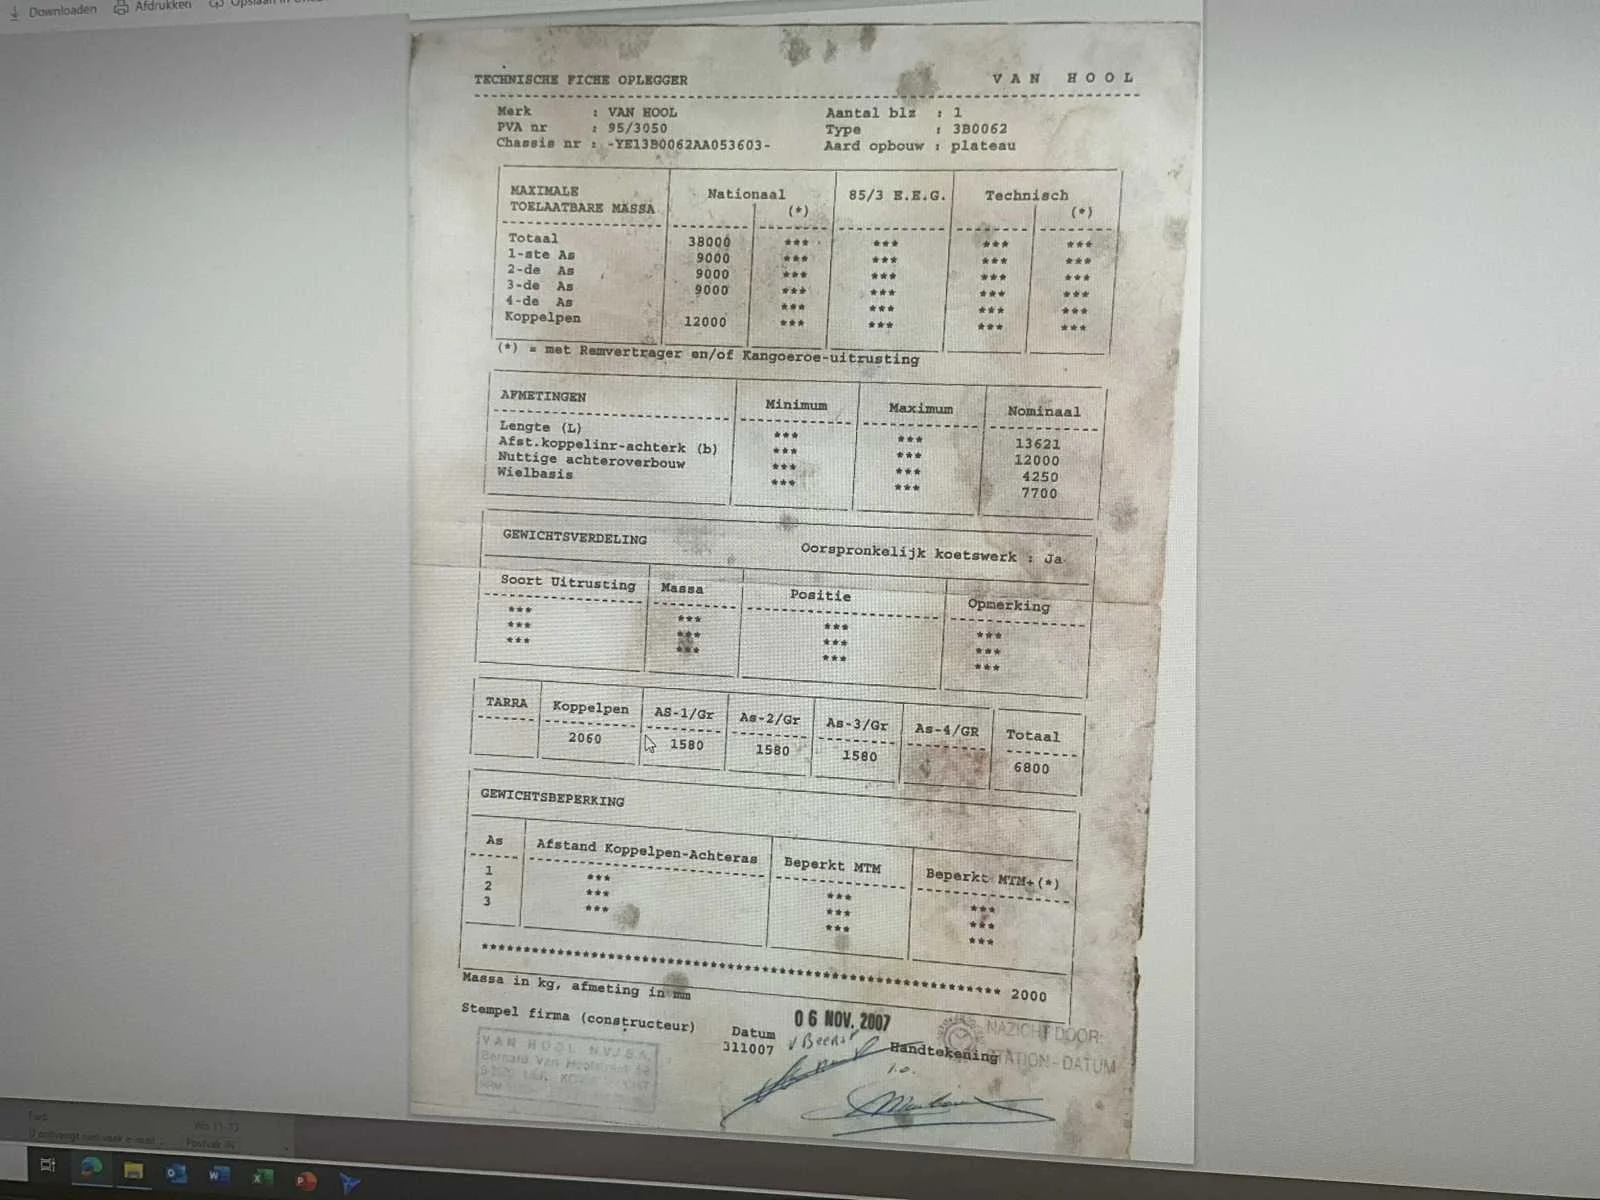 Downloaden Afdrukken Opslaan in
TECHNISCHE FICHE OPLEGGER VAN HOOL
Merk : VAN HOOL Aantal blz : 1
PVA nr : 95/3050 Type : 3B0062
Chassis nr : -YE13B0062AA053603- Aard opbouw : plateau
MAXIMALE Nationaal 85/3 E.E.G. Technisch
TOELAATBARE MASSA (*) (*)
Totaal 38000 *** *** *** ***
1-ste As 9000 *** *** *** ***
2-de As 9000 *** *** *** ***
3-de As 9000 *** *** *** ***
4-de As *** *** *** ***
Koppelpen 12000 *** *** *** ***
(*) = met Remvertrager en/of Kangoeroe-uitrusting
AFMETINGEN Minimum Maximum Nominaal
Lengte (L) *** *** 13621
Afst.koppelinr-achterk (b) *** *** 12000
Nuttige achteroverbouw *** *** 4250
Wielbasis *** *** 7700
GEWICHTSVERDELING Oorspronkelijk koetswerk : Ja
Soort Uitrusting Massa Positie Opmerking
*** *** *** ***
*** *** *** ***
*** *** *** ***
TARRA Koppelpen AS-1/Gr As-2/Gr As-3/Gr As-4/GR Totaal
2060 1580 1580 1580 6800
GEWICHTSBEPERKING
As Afstand Koppelpen-Achteras Beperkt MTM Beperkt MTM+(*)
1 *** *** ***
2 *** *** ***
3 *** *** ***
************************************************************** 2000
Massa in kg, afmeting in mm
Stempel firma (constructeur) Datum 06 NOV. 2007 Handtekening
311007
NAZICHT DOOR:
STATION-DATUM
i.o.
VAN HOOL N.V./S.A.
Bernard Van Hoolstraat